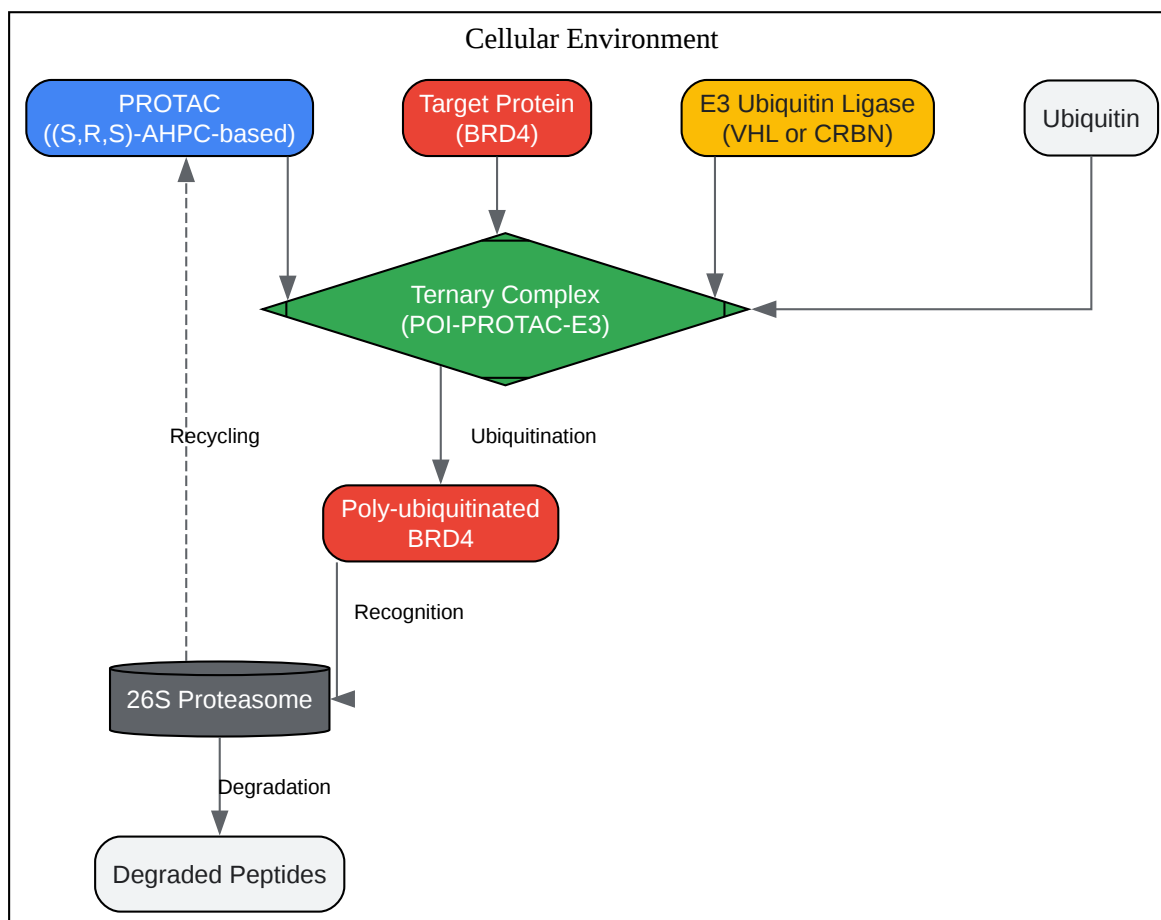 Cellular Environment
PROTAC
((S,R,S)-AHPC-based)
Target Protein
(BRD4)
E3 Ubiquitin Ligase
(VHL or CRBN)
Ubiquitin
Ternary Complex
(POI-PROTAC-E3)
Recycling
Ubiquitination
Poly-ubiquitinated
BRD4
Recognition
26S Proteasome
Degradation
Degraded Peptides